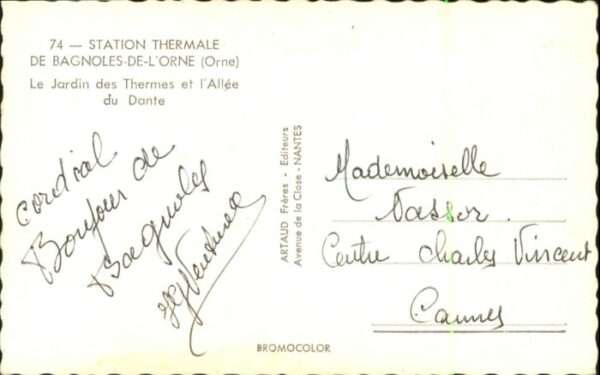 74 — STATION THERMALE
DE BAGNOLES-DE-L'ORNE (Orne)
Le Jardin des Thermes et l'Allée
du Dante
Cordial
Bonjour de
Bagnoles
ARTAUD Frères - Editeurs
Avenue de la Close - NANTES
Mademoiselle
Nasser.
Centre Charles Vincent
Cannes
BROMOCOLOR